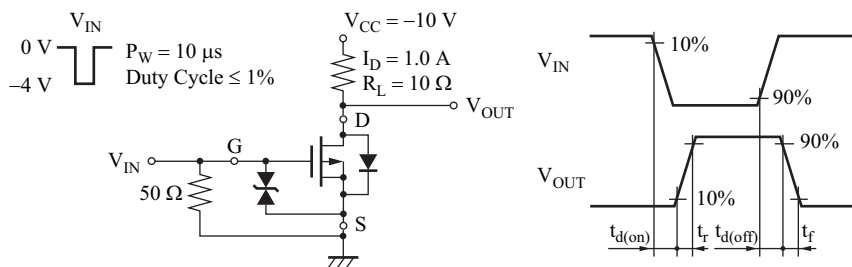 V_IN
0 V
−4 V
P_W = 10 μs
Duty Cycle ≤ 1%
V_CC = −10 V
I_D = 1.0 A
R_L = 10 Ω
V_OUT
D
V_IN
G
50 Ω
S
V_IN
10%
90%
V_OUT
90%
10%
t_d(on)
t_r
t_d(off)
t_f